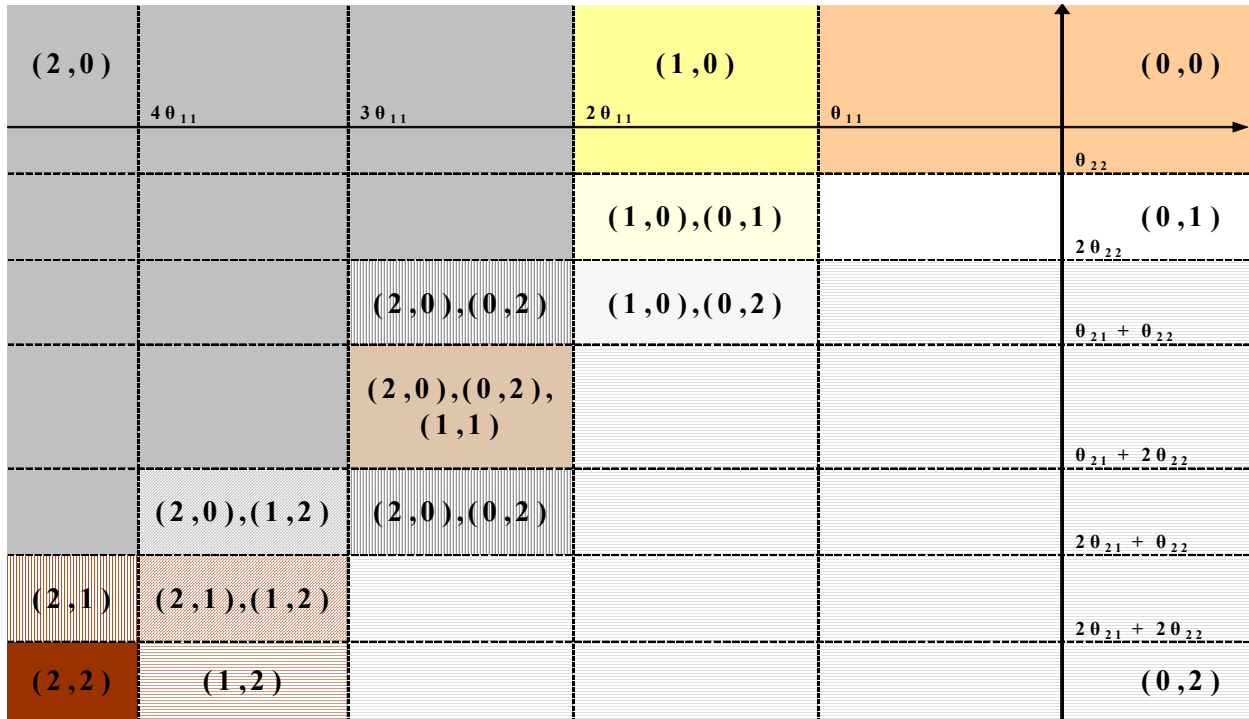 (2,0) (1,0) (0,0)
4θ₁₁ 3θ₁₁ 2θ₁₁ θ₁₁
θ₂₂
(1,0),(0,1) (0,1)
2θ₂₂
(2,0),(0,2) (1,0),(0,2)
θ₂₁ + θ₂₂
(2,0),(0,2),
(1,1)
θ₂₁ + 2θ₂₂
(2,0),(1,2) (2,0),(0,2)
2θ₂₁ + θ₂₂
(2,1) (2,1),(1,2)
2θ₂₁ + 2θ₂₂
(2,2) (1,2) (0,2)